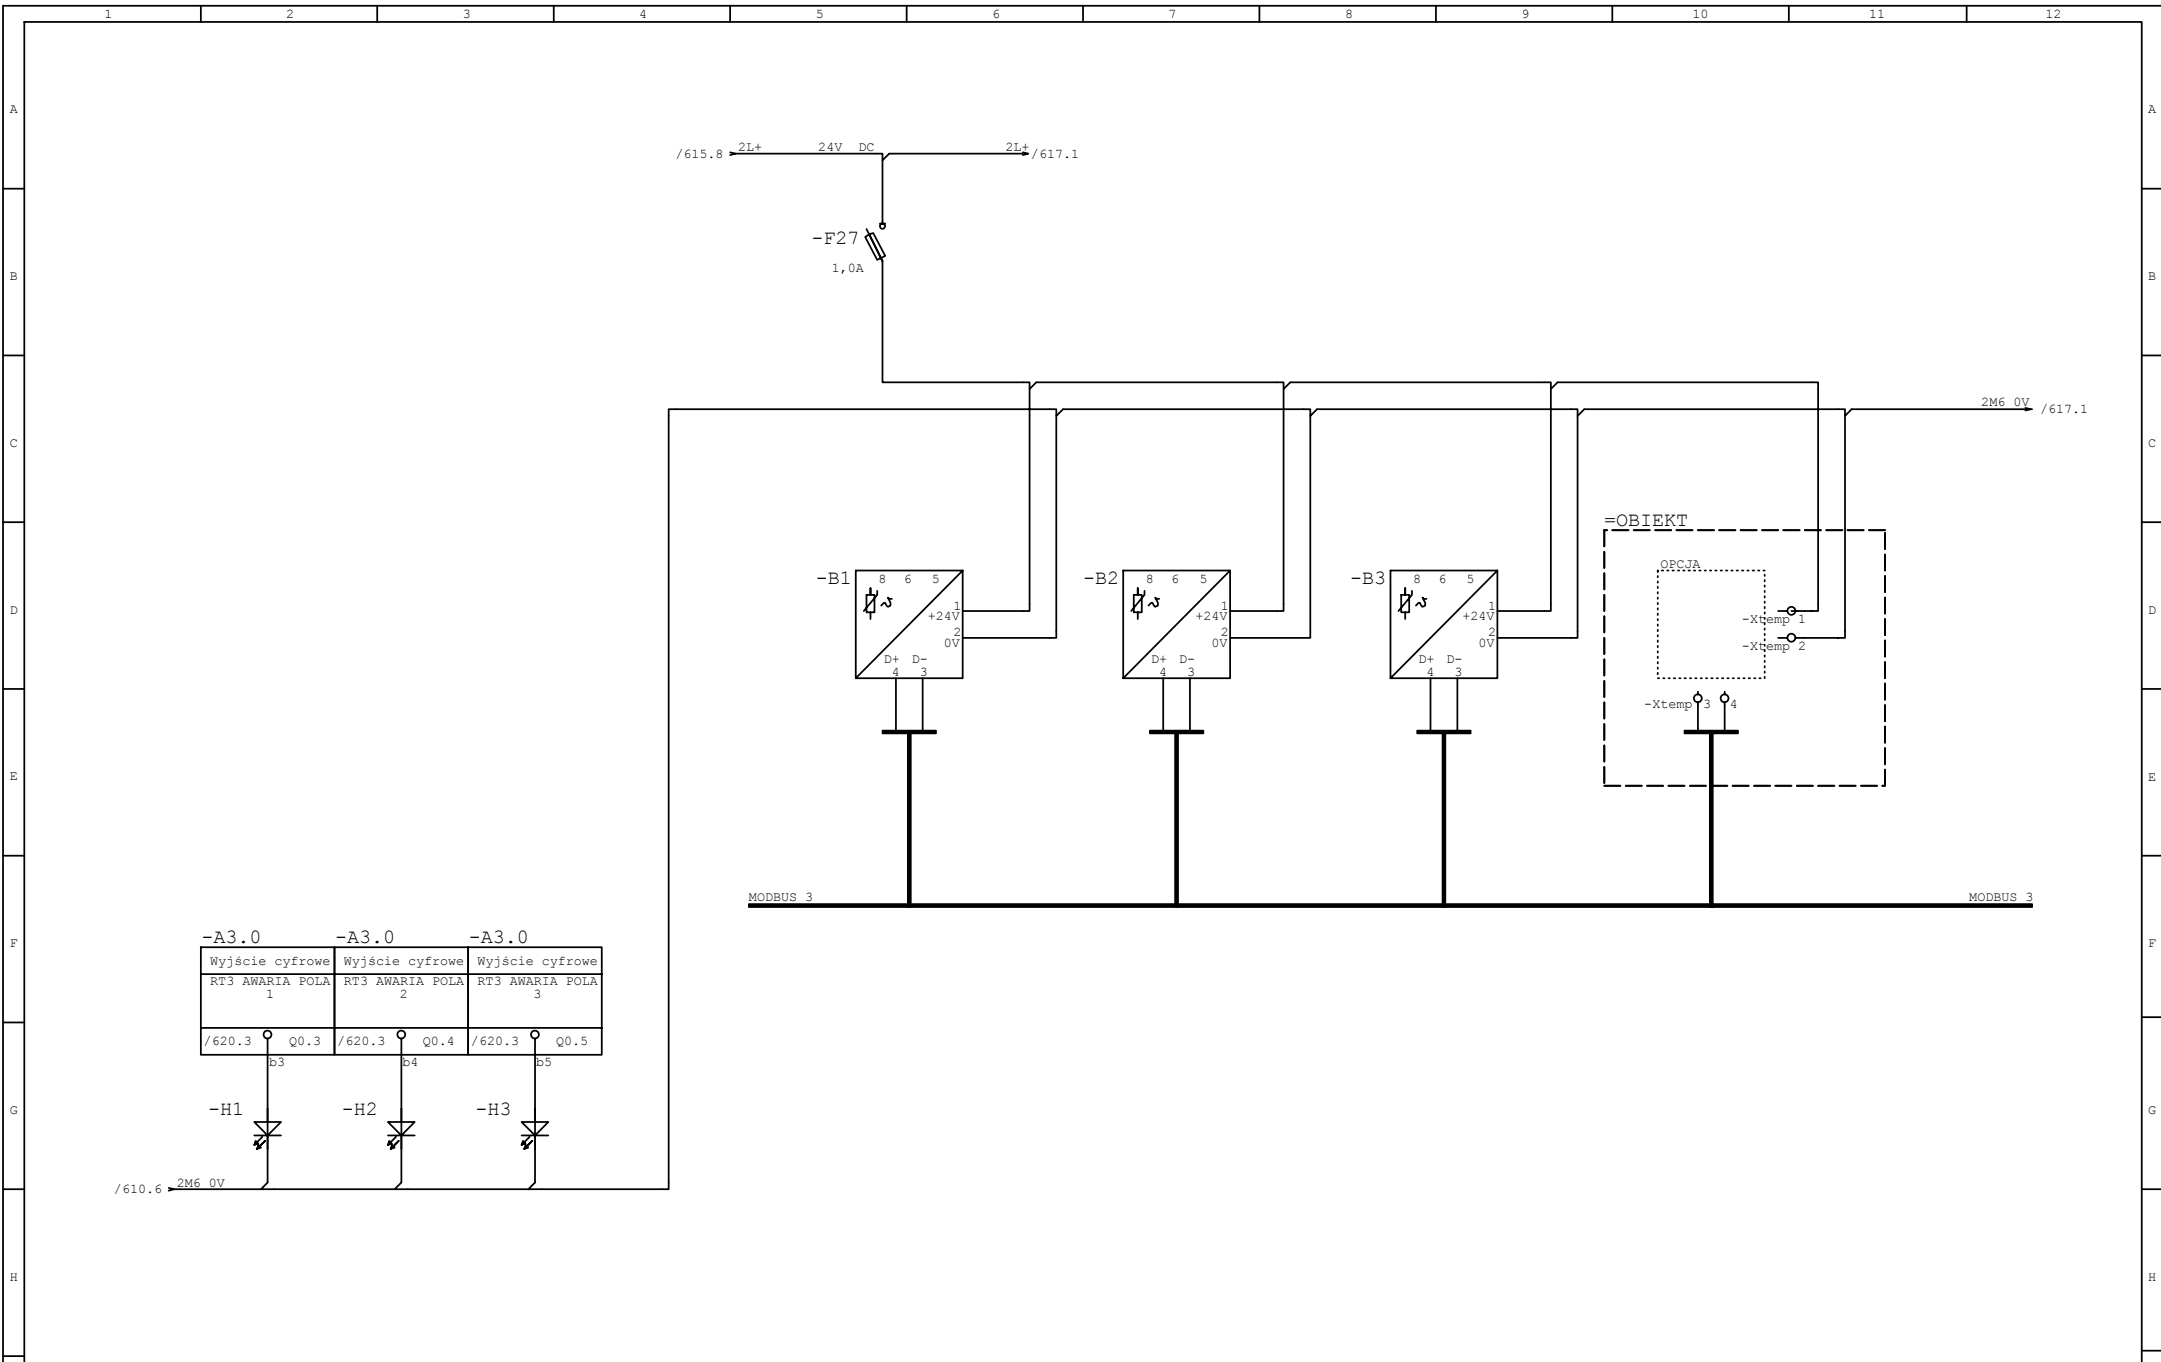 1 2 3 4 5 6 7 8 9 10 11 12
A A
/615.8 2L+ 24V DC 2L+ /617.1
-F27
1,0A
B B
2M6 0V /617.1
C C
=OBIEKT
OPCJA
-B1 8 6 5
1
+24V
2
0V
D+ D-
4 3
-B2 8 6 5
1
+24V
2
0V
D+ D-
4 3
-B3 8 6 5
1
+24V
2
0V
D+ D-
4 3
D D
-Xtemp 1
-Xtemp 2
-Xtemp 3 4
E E
MODBUS 3 MODBUS 3
F F
-A3.0 -A3.0 -A3.0
Wyjście cyfrowe Wyjście cyfrowe Wyjście cyfrowe
RT3 AWARIA POLA RT3 AWARIA POLA RT3 AWARIA POLA
1 2 3
/620.3 Q0.3 /620.3 Q0.4 /620.3 Q0.5
b3 b4 b5
G -H1 -H2 -H3 G
/610.6 2M6 0V
H H